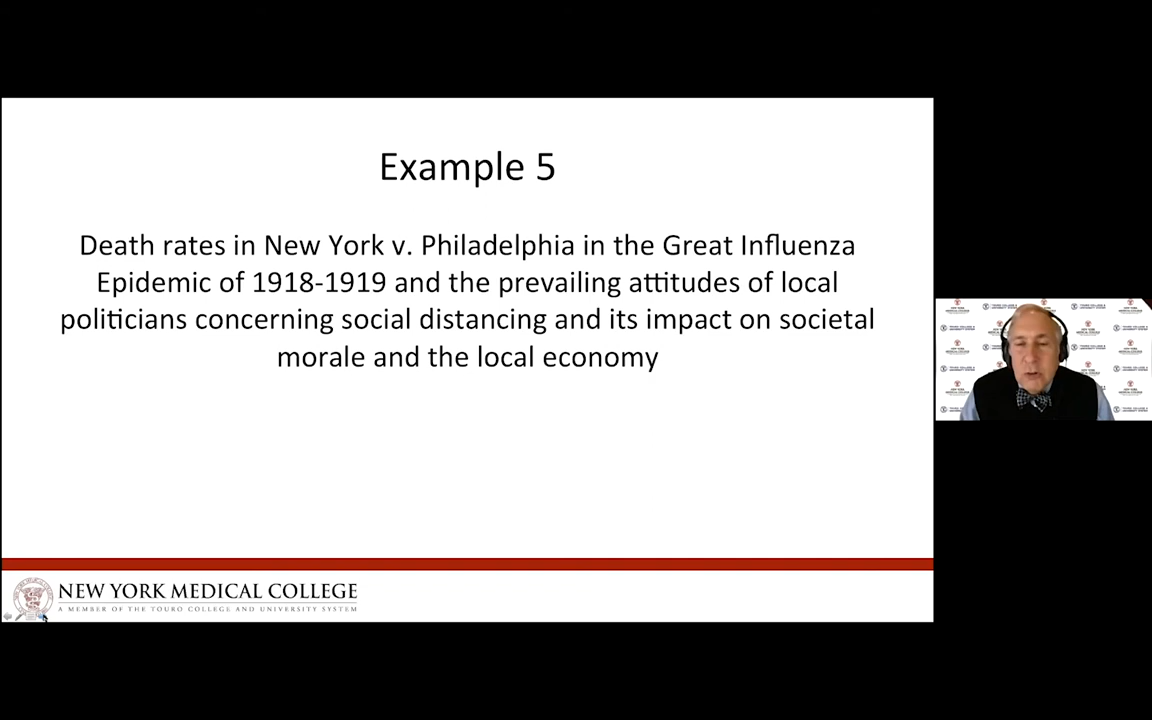 Example 5
Death rates in New York v. Philadelphia in the Great Influenza
Epidemic of 1918-1919 and the prevailing attitudes of local
politicians concerning social distancing and its impact on societal
morale and the local economy
NEW YORK MEDICAL COLLEGE
A MEMBER OF THE TOURO COLLEGE AND UNIVERSITY SYSTEM